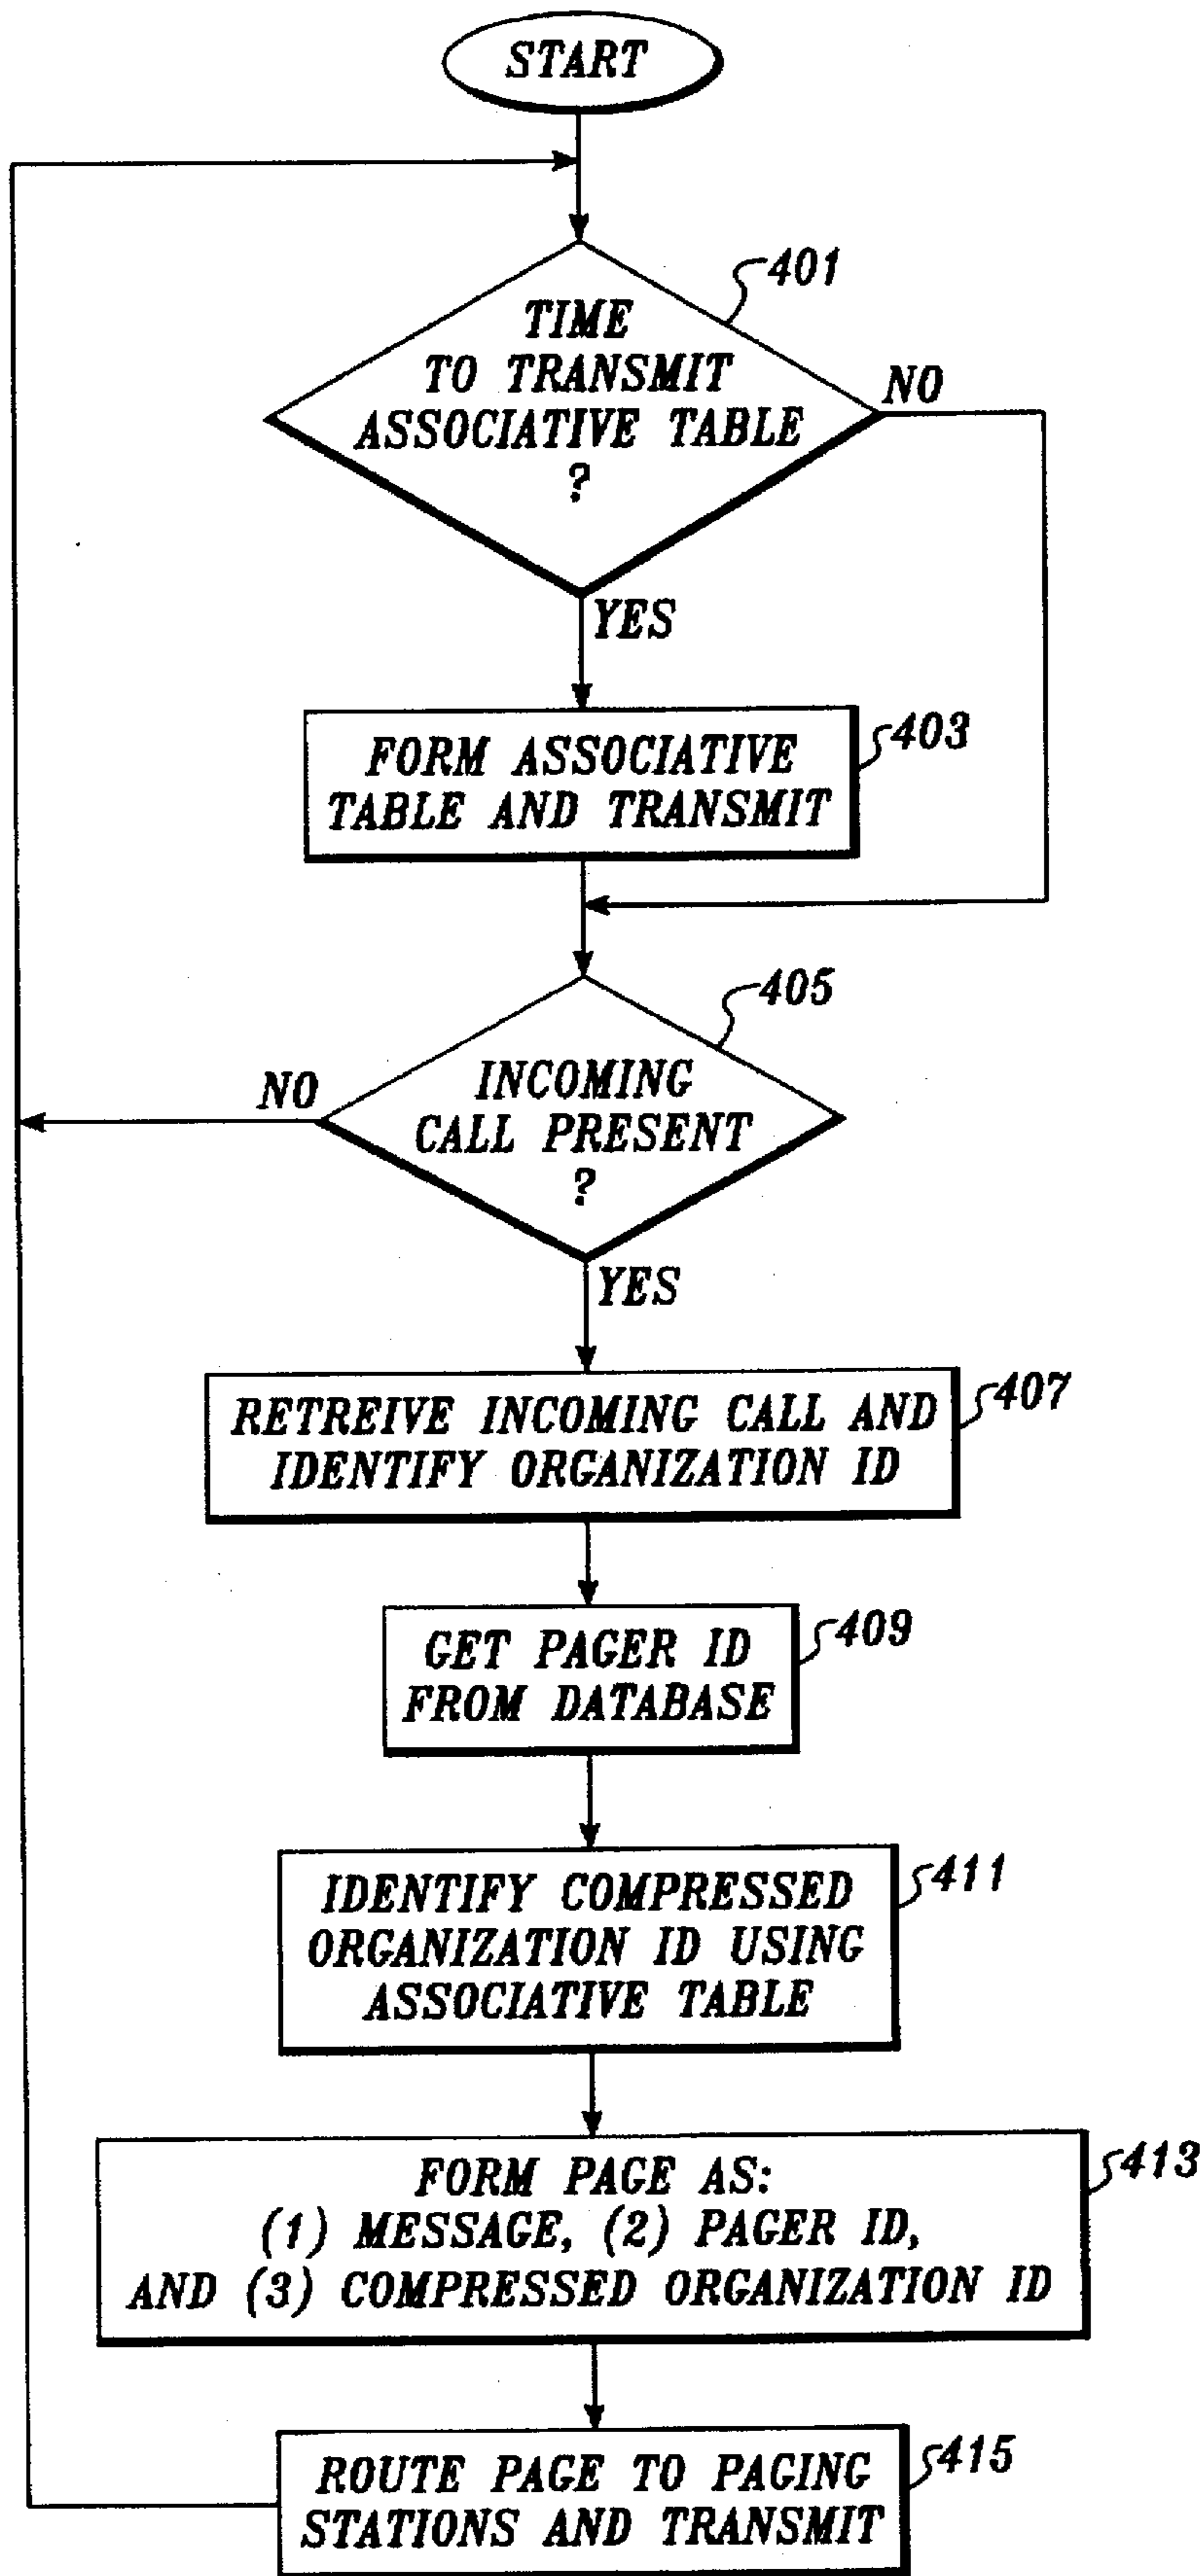 START
401
TIME
TO TRANSMIT
ASSOCIATIVE TABLE
?
NO
YES
FORM ASSOCIATIVE
TABLE AND TRANSMIT
403
405
INCOMING
CALL PRESENT
?
NO
YES
RETREIVE INCOMING CALL AND
IDENTIFY ORGANIZATION ID
407
GET PAGER ID
FROM DATABASE
409
IDENTIFY COMPRESSED
ORGANIZATION ID USING
ASSOCIATIVE TABLE
411
FORM PAGE AS:
(1) MESSAGE, (2) PAGER ID,
AND (3) COMPRESSED ORGANIZATION ID
413
ROUTE PAGE TO PAGING
STATIONS AND TRANSMIT
415